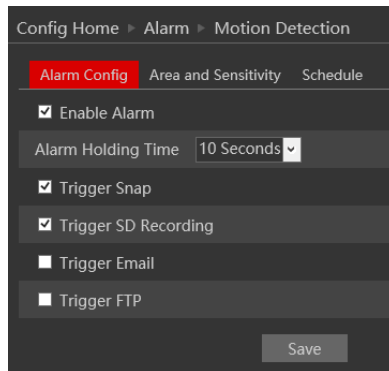 Config Home ▸ Alarm ▸ Motion Detection
Alarm Config Area and Sensitivity Schedule
Enable Alarm
Alarm Holding Time 10 Seconds
Trigger Snap
Trigger SD Recording
Trigger Email
Trigger FTP
Save